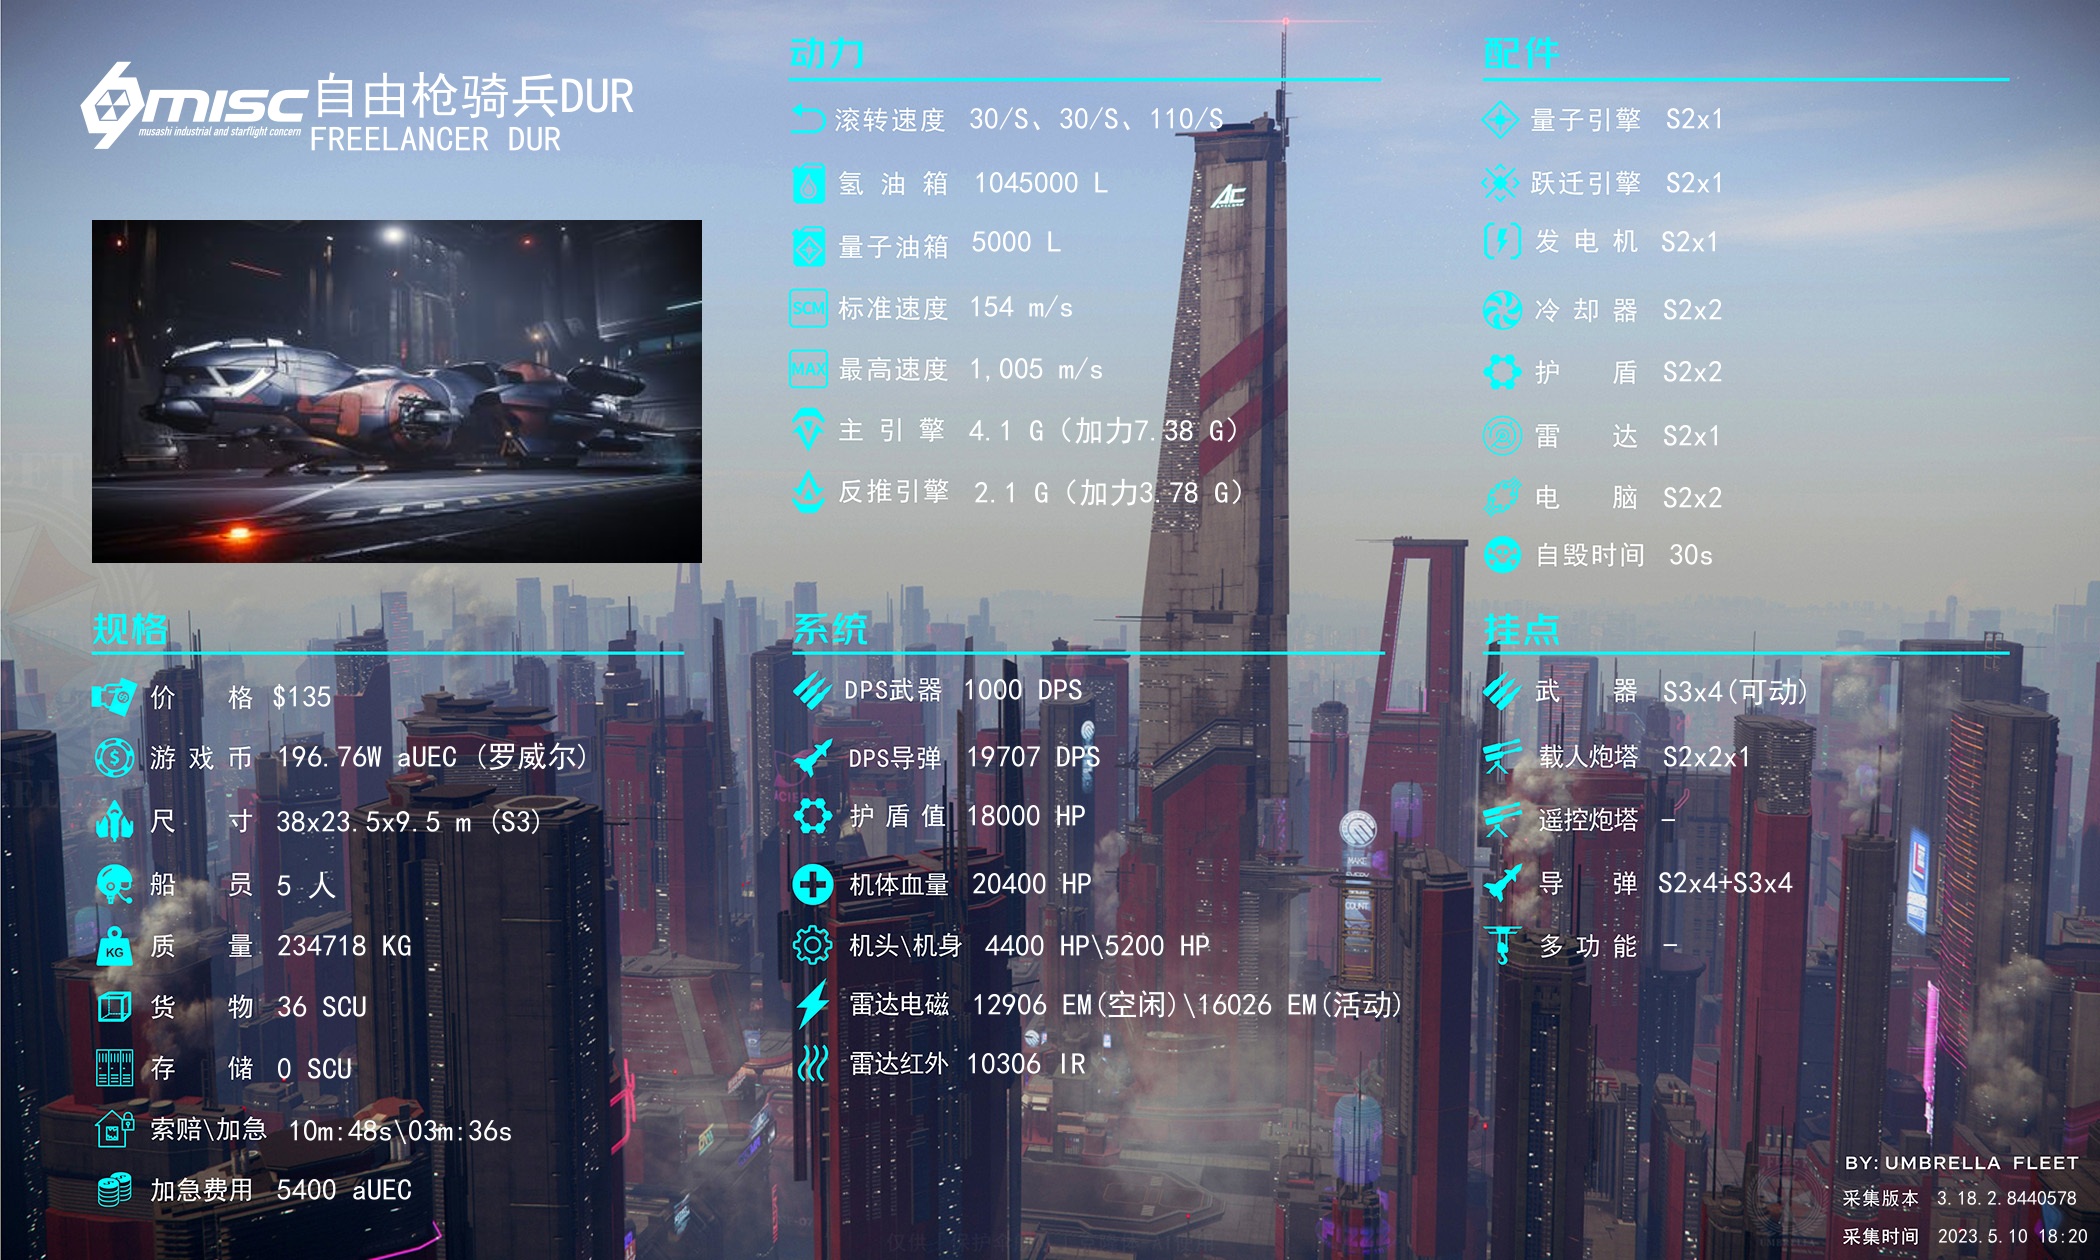 MISC
musashi industrial and starflight concern
自由枪骑兵DUR
FREELANCER DUR
动力
滚转速度 30/S、30/S、110/S
氢油箱 1045000 L
量子油箱 5000 L
SCM 标准速度 154 m/s
MAX 最高速度 1,005 m/s
主引擎 4.1 G（加力7.38 G）
反推引擎 2.1 G（加力3.78 G）
配件
量子引擎 S2x1
跃迁引擎 S2x1
发电机 S2x1
冷却器 S2x2
护盾 S2x2
雷达 S2x1
电脑 S2x2
自毁时间 30s
AC
规格
价格 $135
游戏币 196.76W aUEC (罗威尔)
尺寸 38x23.5x9.5 m (S3)
船员 5 人
KG 质量 234718 KG
货物 36 SCU
存储 0 SCU
索赔\加急 10m:48s\03m:36s
加急费用 5400 aUEC
系统
DPS武器 1000 DPS
DPS导弹 19707 DPS
护盾值 18000 HP
机体血量 20400 HP
机头\机身 4400 HP\5200 HP
雷达电磁 12906 EM(空闲)\16026 EM(活动)
雷达红外 10306 IR
挂点
武器 S3x4(可动)
载人炮塔 S2x2x1
遥控炮塔 -
导弹 S2x4+S3x4
多功能 -
MAKE
EVERY
COUNT
BY: UMBRELLA FLEET
采集版本 3.18.2.8440578
采集时间 2023.5.10 18:20